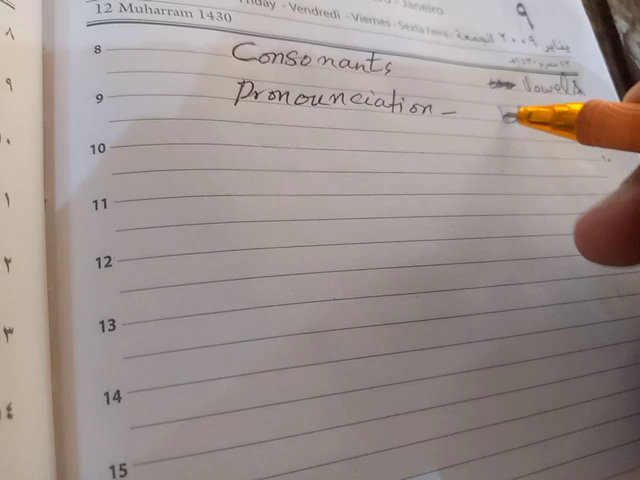 Friday - Vendredi - Viernes - Sexta Feira
Janeiro
12 Muharram 1430
٩
يناير ٢٠٠٩ الجمعة
8 Consonants
Vowels
9 Pronounciation -
10
11
12
13
14
15
٨
٩
١٠
١
٢
٣
٤